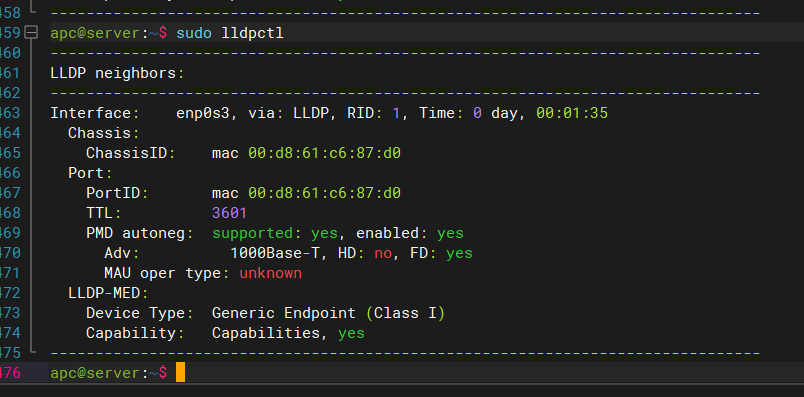 458 -------------------------------------------------------------------------------
459 apc@server:~$ sudo lldpctl
460 -------------------------------------------------------------------------------
461 LLDP neighbors:
462 -------------------------------------------------------------------------------
463 Interface:    enp0s3, via: LLDP, RID: 1, Time: 0 day, 00:01:35
464   Chassis:
465     ChassisID:    mac 00:d8:61:c6:87:d0
466   Port:
467     PortID:       mac 00:d8:61:c6:87:d0
468     TTL:          3601
469     PMD autoneg:  supported: yes, enabled: yes
470       Adv:          1000Base-T, HD: no, FD: yes
471       MAU oper type: unknown
472   LLDP-MED:
473     Device Type:  Generic Endpoint (Class I)
474     Capability:   Capabilities, yes
475 -------------------------------------------------------------------------------
476 apc@server:~$